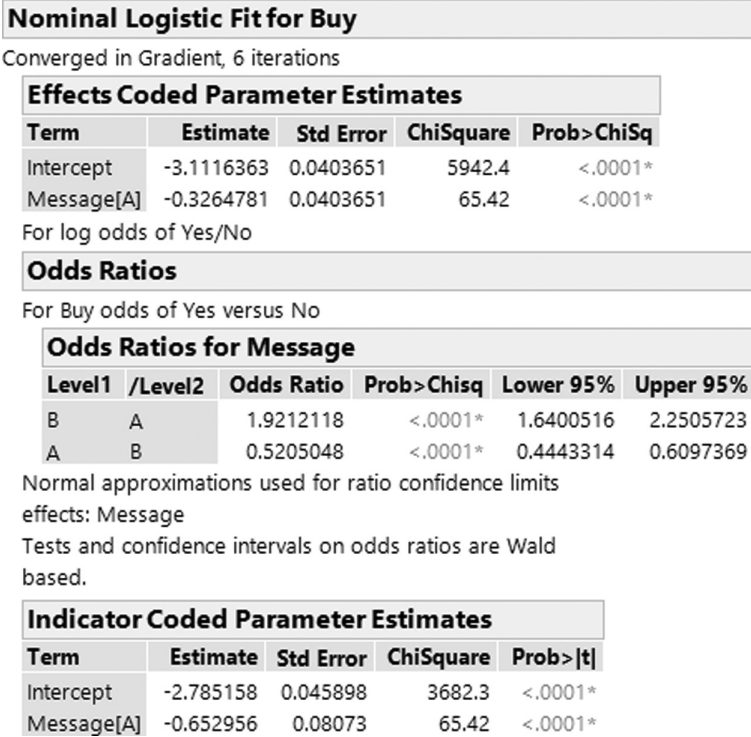 Nominal Logistic Fit for Buy
Converged in Gradient, 6 iterations
Effects Coded Parameter Estimates
Term Estimate Std Error ChiSquare Prob>ChiSq
Intercept -3.1116363 0.0403651 5942.4 <.0001*
Message[A] -0.3264781 0.0403651 65.42 <.0001*
For log odds of Yes/No
Odds Ratios
For Buy odds of Yes versus No
Odds Ratios for Message
Level1 /Level2 Odds Ratio Prob>Chisq Lower 95% Upper 95%
B A 1.9212118 <.0001* 1.6400516 2.2505723
A B 0.5205048 <.0001* 0.4443314 0.6097369
Normal approximations used for ratio confidence limits
effects: Message
Tests and confidence intervals on odds ratios are Wald
based.
Indicator Coded Parameter Estimates
Term Estimate Std Error ChiSquare Prob>|t|
Intercept -2.785158 0.045898 3682.3 <.0001*
Message[A] -0.652956 0.08073 65.42 <.0001*